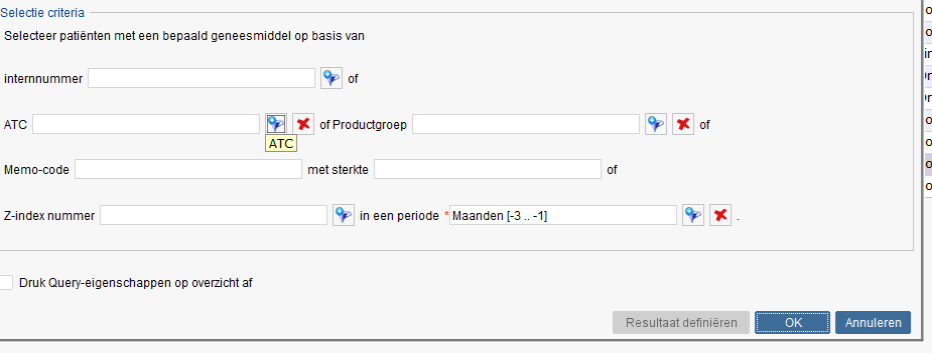 Selectie criteria
Selecteer patiënten met een bepaald geneesmiddel op basis van
internnummer of
ATC of Productgroep of
ATC
Memo-code met sterkte of
Z-index nummer in een periode *Maanden [-3 .. -1] .
Druk Query-eigenschappen op overzicht af
Resultaat definiëren OK Annuleren